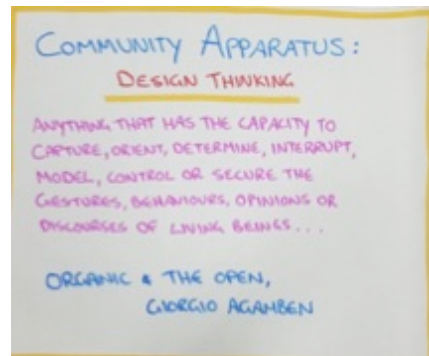 COMMUNITY APPARATUS:
DESIGN THINKING
ANYTHING THAT HAS THE CAPACITY TO
CAPTURE, ORIENT, DETERMINE, INTERRUPT,
MODEL, CONTROL OR SECURE THE
GESTURES, BEHAVIOURS, OPINIONS OR
DISCOURSES OF LIVING BEINGS...
ORGANIC & THE OPEN,
GIORGIO AGAMBEN